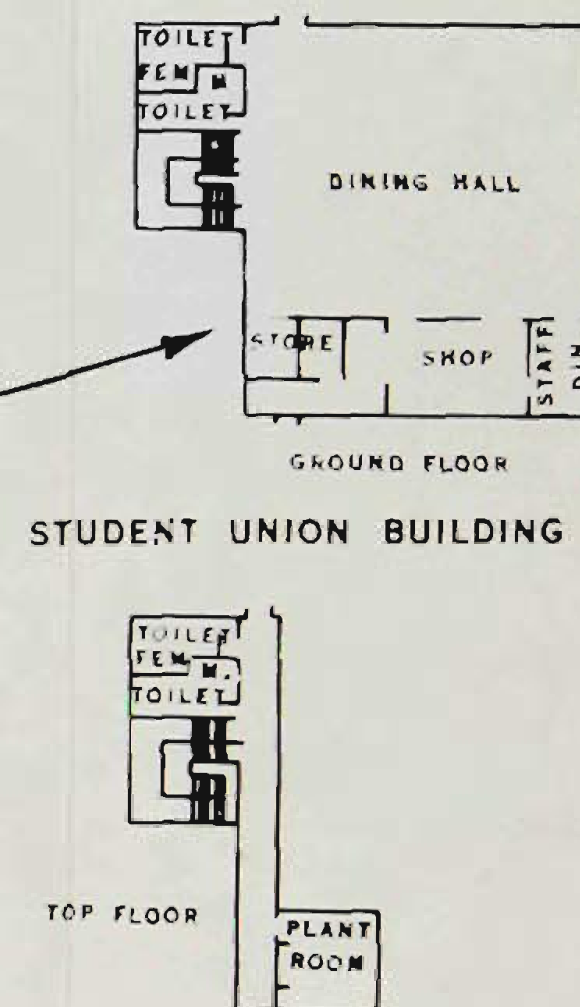 TOILET
FEM M
TOILET
DINING HALL
STORE
SHOP
STAFF
GROUND FLOOR
STUDENT UNION BUILDING
TOILET
FEM M.
TOILET
TOP FLOOR
PLANT
ROOM